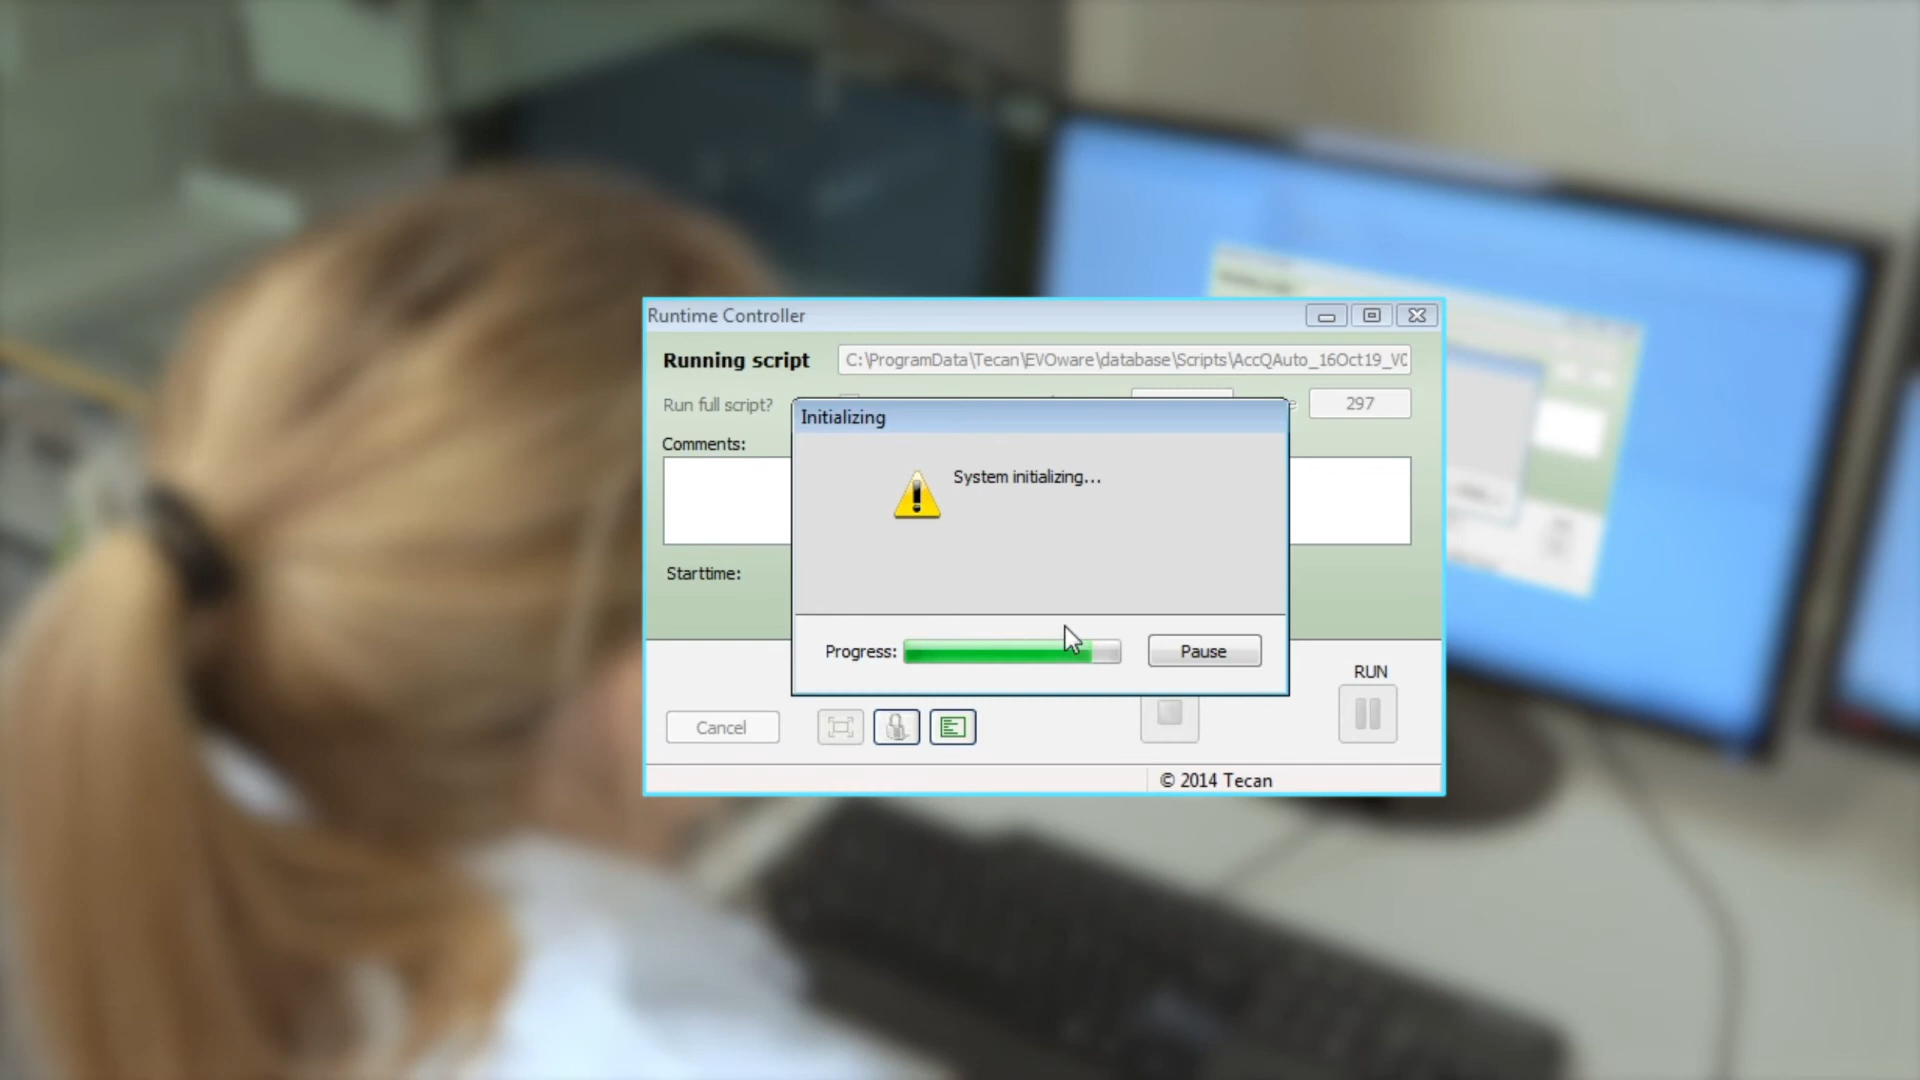 Runtime Controller
Running script C:\ProgramData\Tecan\EVOware\database\Scripts\AccQAuto_16Oct19_V0
Run full script? 297
Initializing
Comments:
System initializing...
Starttime:
Progress: Pause
RUN
Cancel
© 2014 Tecan